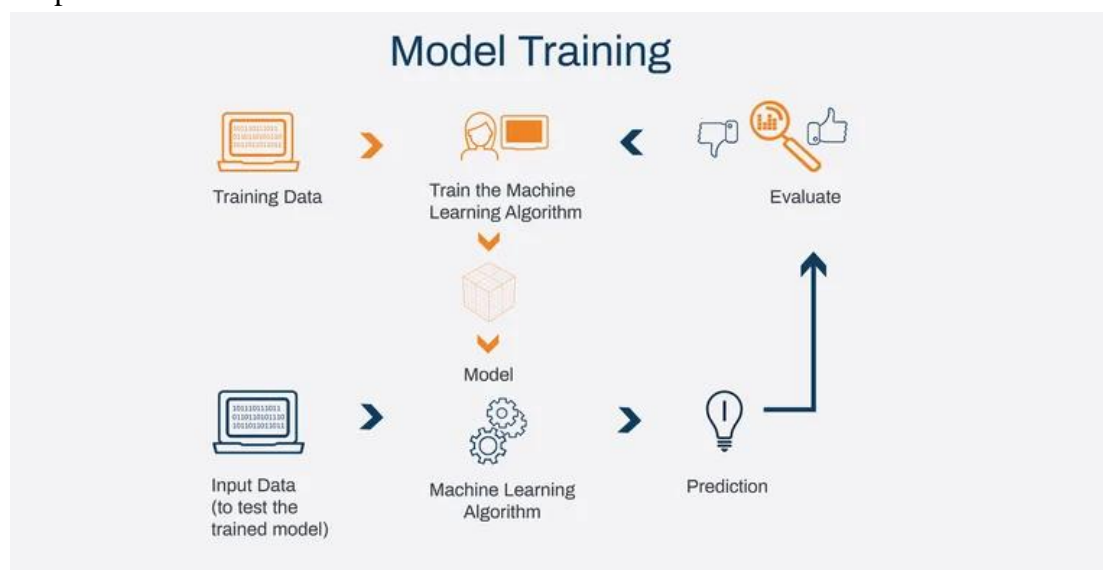 Model Training
Training Data
Train the Machine
Learning Algorithm
Evaluate
Model
Input Data
(to test the
trained model)
Machine Learning
Algorithm
Prediction